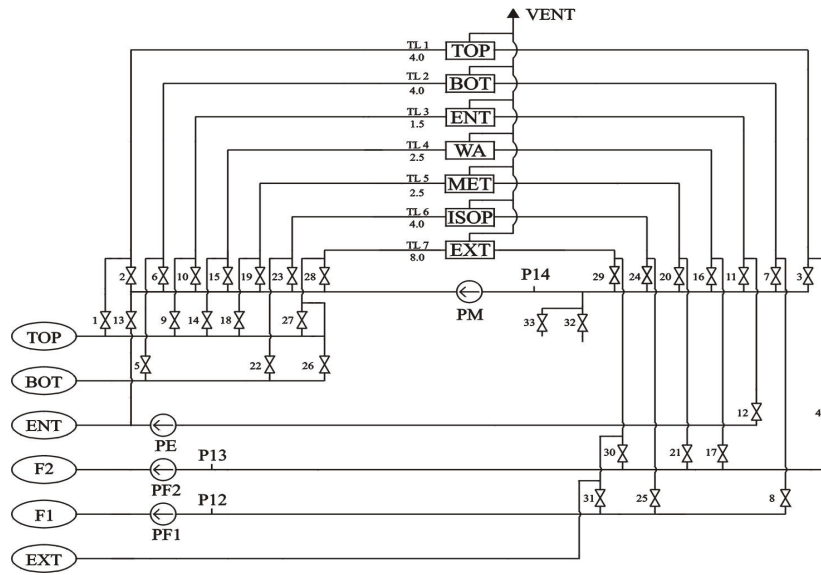 VENT
TL 1 TOP
4.0
TL 2 BOT
4.0
TL 3 ENT
1.5
TL 4 WA
2.5
TL 5 MET
2.5
TL 6 ISOP
4.0
TL 7 EXT
8.0
2 6 10 15 19 23 28 29 24 20 16 11 7 3
P14
PM
1 13 9 14 18 27 33 32
TOP
5 22 26
BOT
12 4
ENT
PE
P13
30 21 17
F2
PF2
P12
31 25 8
F1
PF1
EXT